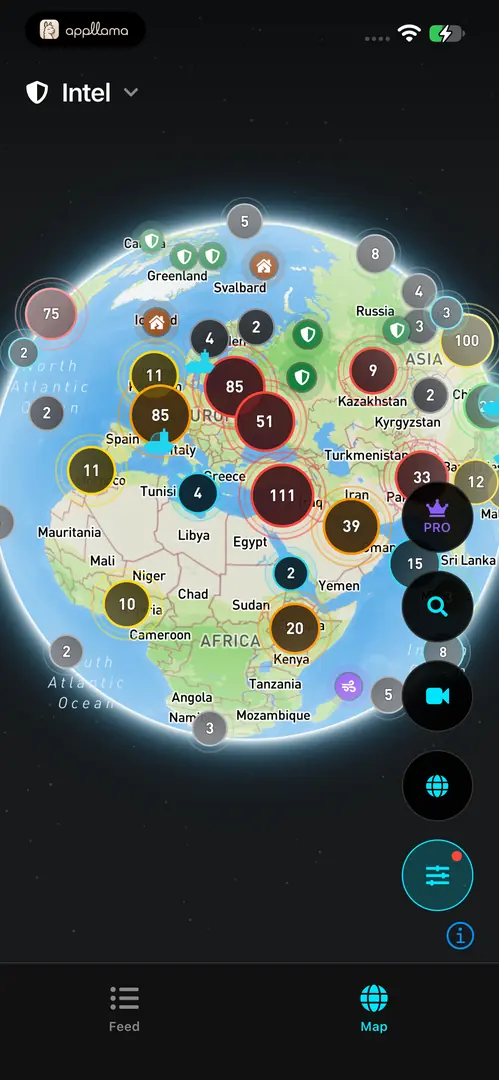 appllama
Intel
5
Greenland
Svalbard
8
75
4
Russia
3
3
2
4
2
100
ASIA
11
85
9
2
North
Atlantic
Kazakhstan
2
85
51
Kyrgyzstan
Spain
Italy
Turkmenistan
11
Greece
33
12
Tunisi
4
111
Iran
39
PRO
Mauritania
Libya
Egypt
Mali
Niger
Chad
2
Yemen
15
Sri Lanka
10
Sudan
20
Cameroon
AFRICA
Kenya
2
8
South
Atlantic
Ocean
Tanzania
Angola
5
3
Mozambique
Feed
Map